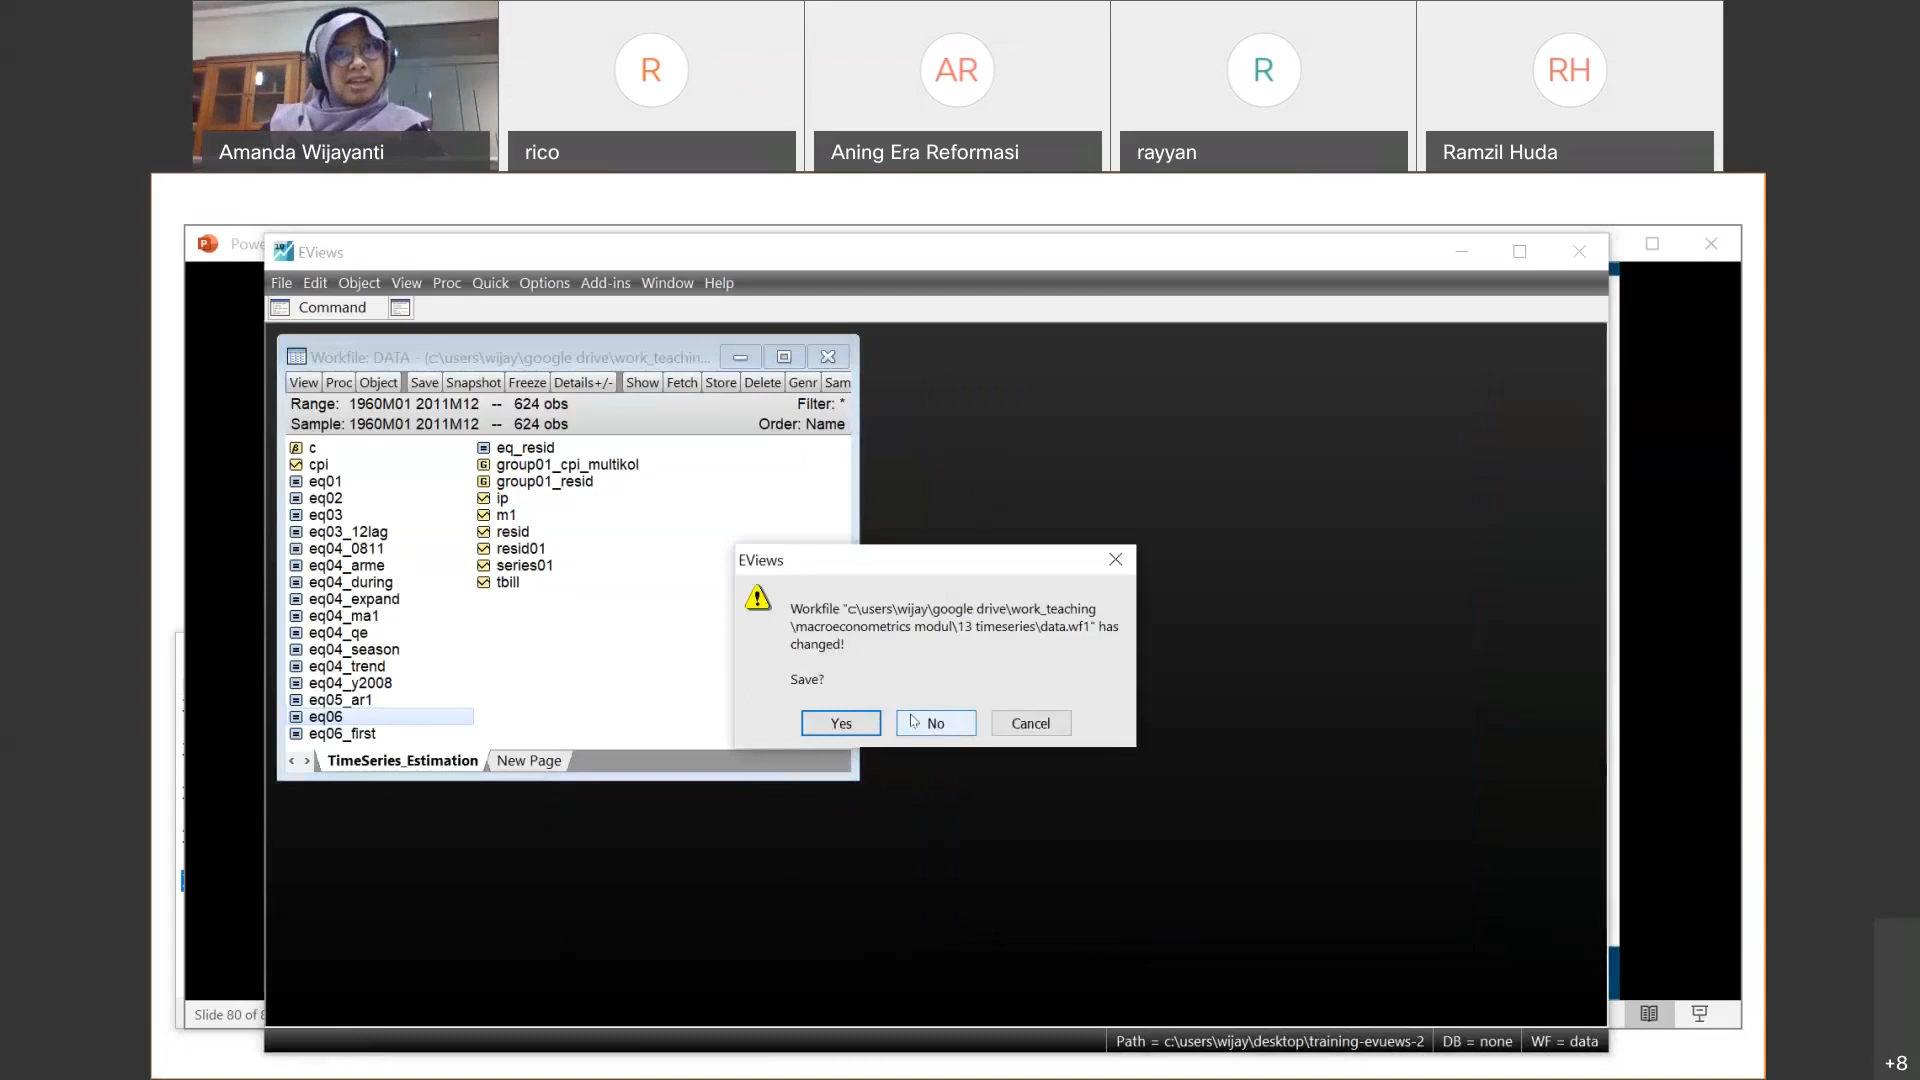 R
AR
R
RH
Amanda Wijayanti
rico
Aning Era Reformasi
rayyan
Ramzil Huda
Powe
EViews
File Edit Object View Proc Quick Options Add-ins Window Help
Command
Workfile: DATA - (c:\users\wijay\google drive\work_teachin...
View Proc Object Save Snapshot Freeze Details+/- Show Fetch Store Delete Genr Sam
Range: 1960M01 2011M12 -- 624 obs
Filter: *
Sample: 1960M01 2011M12 -- 624 obs
Order: Name
c
cpi
eq01
eq02
eq03
eq03_12lag
eq04_0811
eq04_arme
eq04_during
eq04_expand
eq04_ma1
eq04_qe
eq04_season
eq04_trend
eq04_y2008
eq05_ar1
eq06
eq06_first
eq_resid
group01_cpi_multikol
group01_resid
ip
m1
resid
resid01
series01
tbill
TimeSeries_Estimation New Page
EViews
Workfile "c:\users\wijay\google drive\work_teaching
\macroeconometrics modul\13 timeseries\data.wf1" has
changed!
Save?
Yes No Cancel
Slide 80 of 8
Path = c:\users\wijay\desktop\training-evuews-2 DB = none WF = data
+8